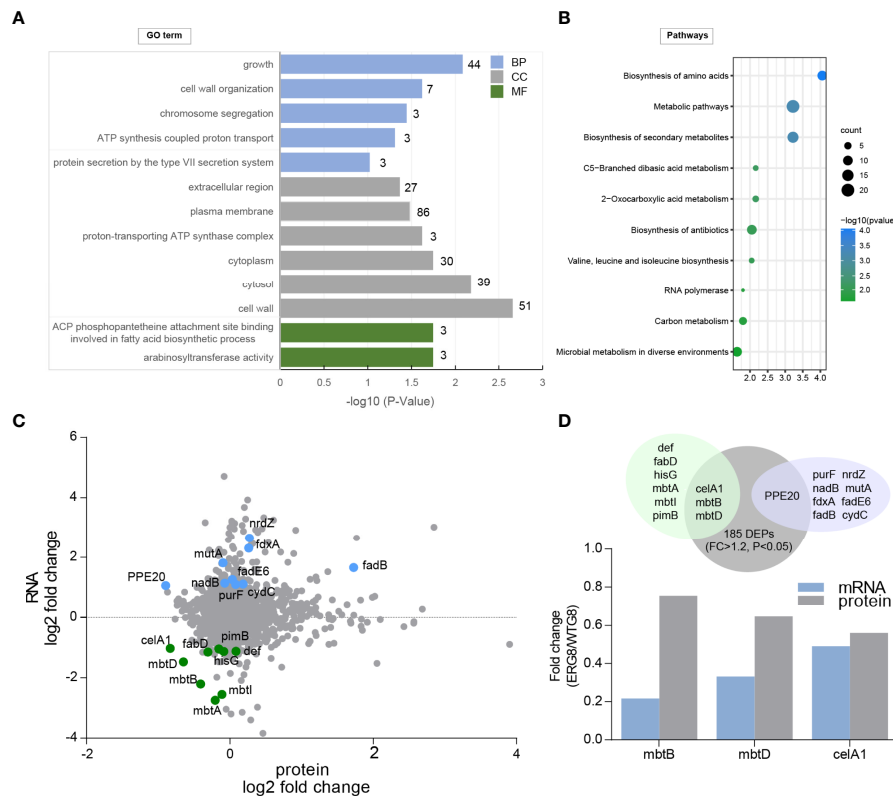 A
GO term
growth
cell wall organization
chromosome segregation
ATP synthesis coupled proton transport
protein secretion by the type VII secretion system
extracellular region
plasma membrane
proton-transporting ATP synthase complex
cytoplasm
cytosol
cell wall
ACP phosphopantetheine attachment site binding
involved in fatty acid biosynthetic process
arabinosyltransferase activity
44
7
3
3
3
27
86
3
30
39
51
3
3
BP
CC
MF
0 0.5 1 1.5 2 2.5 3
-log10 (P-Value)
B
Pathways
Biosynthesis of amino acids
Metabolic pathways
Biosynthesis of secondary metabolites
C5-Branched dibasic acid metabolism
2-Oxocarboxylic acid metabolism
Biosynthesis of antibiotics
Valine, leucine and isoleucine biosynthesis
RNA polymerase
Carbon metabolism
Microbial metabolism in diverse environments
2.0 2.5 3.0 3.5 4.0
count
5
10
15
20
-log10(pvalue
4.0
3.5
3.0
2.5
2.0
C
RNA
log2 fold change
6
4
2
0
-2
-4
-2 0 2 4
protein
log2 fold change
nrdZ
fdxA
mutA
fadB
PPE20
nadB
fadE6
purF
cydC
celA1
fabD
pimB
def
hisG
mbtD
mbtB
mbtI
mbtA
D
def
fabD
hisG
mbtA
mbtI
pimB
celA1
mbtB
mbtD
PPE20
purF nrdZ
nadB mutA
fdxA fadE6
fadB cydC
185 DEPs
(FC>1.2, P<0.05)
Fold change
(ERG8/WTG8)
1.0
0.8
0.6
0.4
0.2
0.0
mRNA
protein
mbtB mbtD celA1